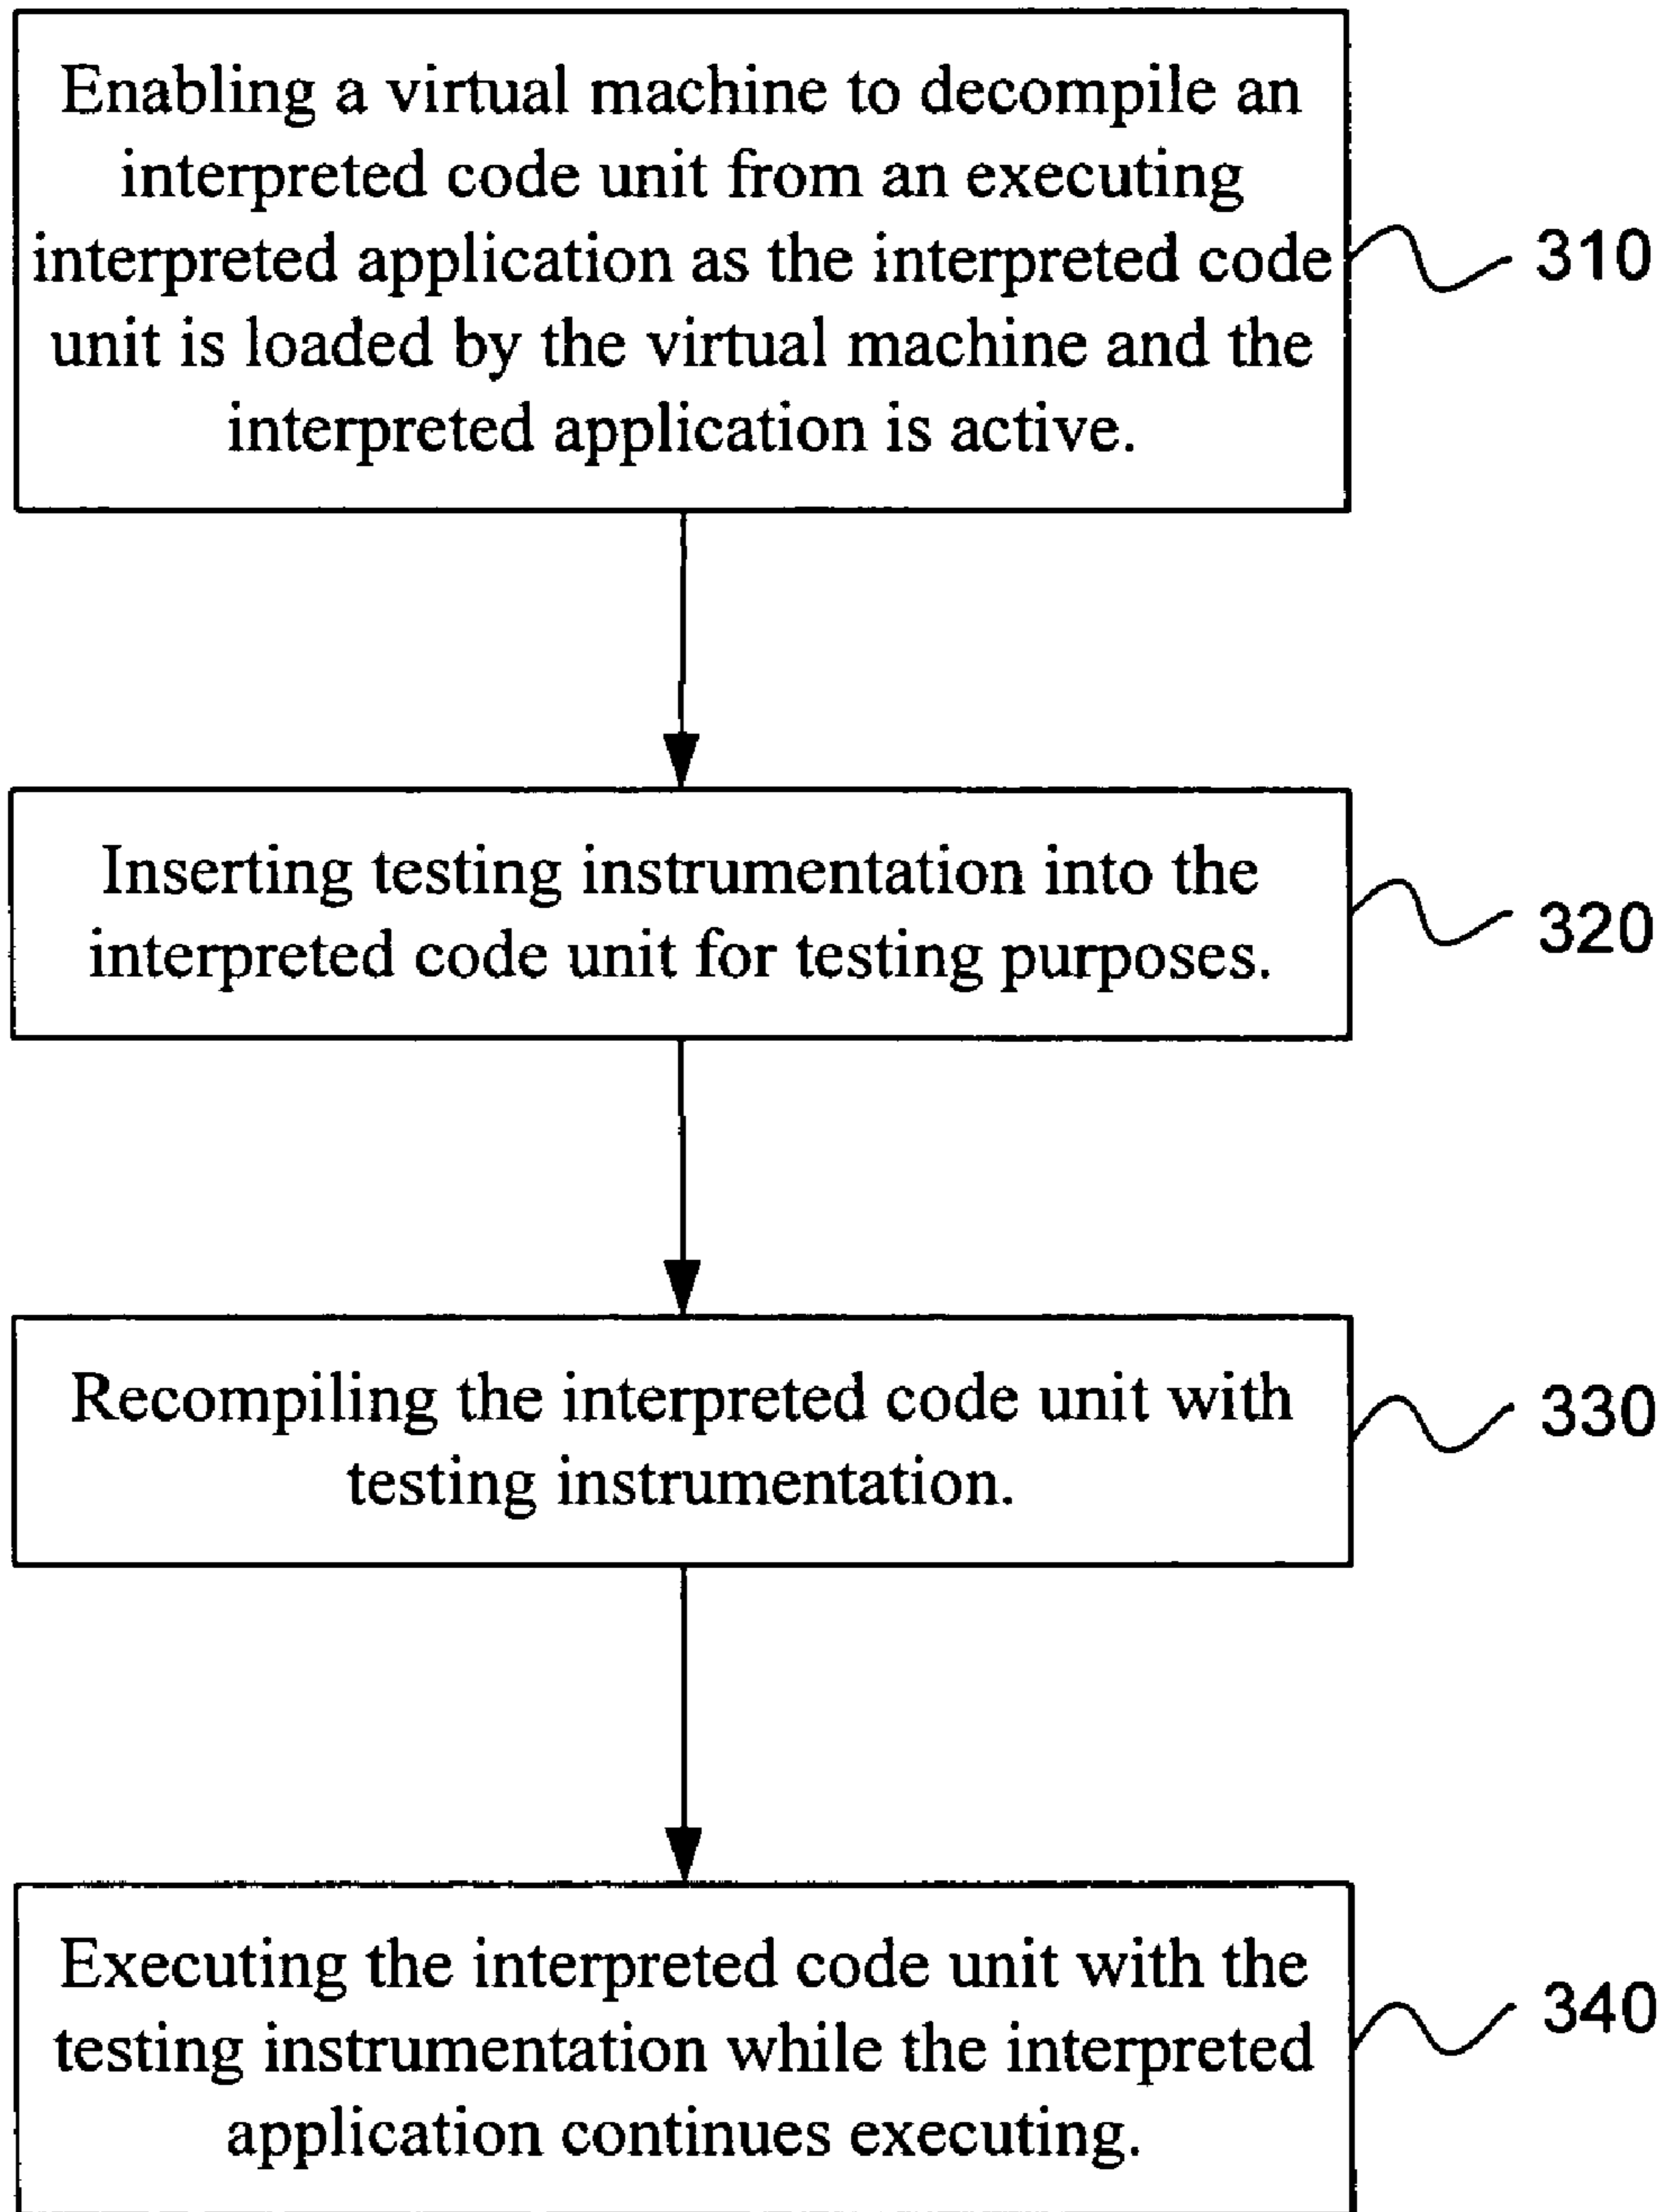 Enabling a virtual machine to decompile an
interpreted code unit from an executing
interpreted application as the interpreted code
unit is loaded by the virtual machine and the
interpreted application is active.
310
Inserting testing instrumentation into the
interpreted code unit for testing purposes.
320
Recompiling the interpreted code unit with
testing instrumentation.
330
Executing the interpreted code unit with the
testing instrumentation while the interpreted
application continues executing.
340